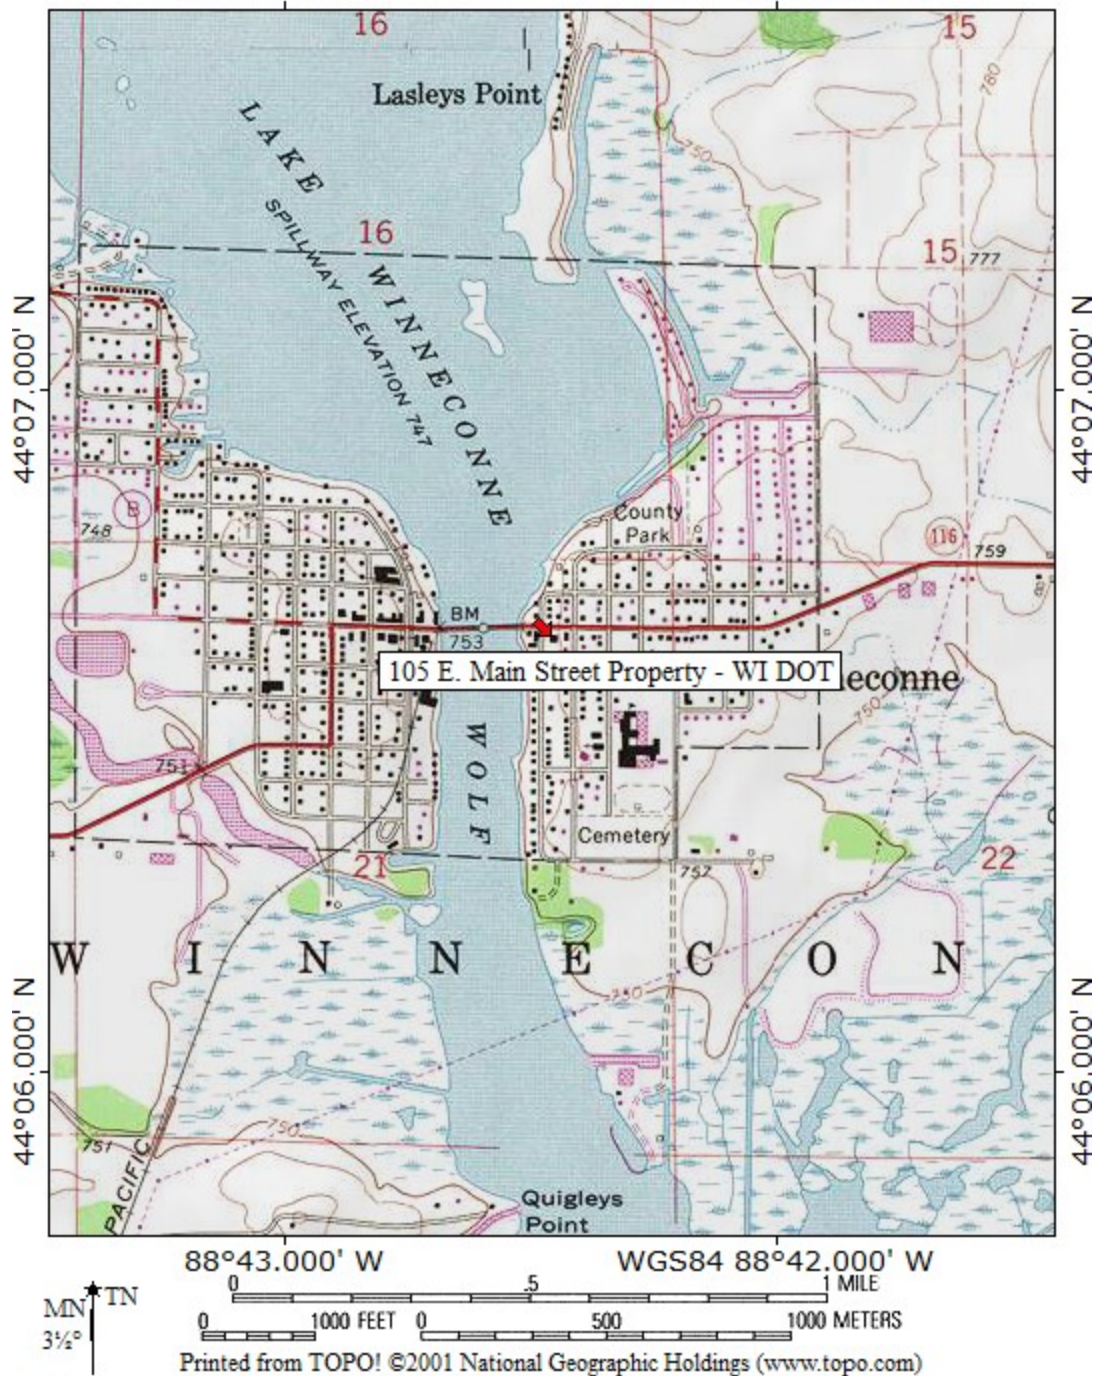 16
15
Lasleys Point
780
LAKE WINNECONNE
SPILLWAY ELEVATION 747
750
16
15
777
44°07.000' N
44°07.000' N
B
748
County
Park
116
759
BM
753
105 E. Main Street Property - WI DOT
neconne
750
WOLF
751
Cemetery
21
757
22
WINNECON
750
44°06.000' N
44°06.000' N
751
750
PACIFIC
Quigleys
Point
88°43.000' W
WGS84 88°42.000' W
0 .5 1 MILE
MN TN
3½°
0 1000 FEET 0 500 1000 METERS
Printed from TOPO! ©2001 National Geographic Holdings (www.topo.com)